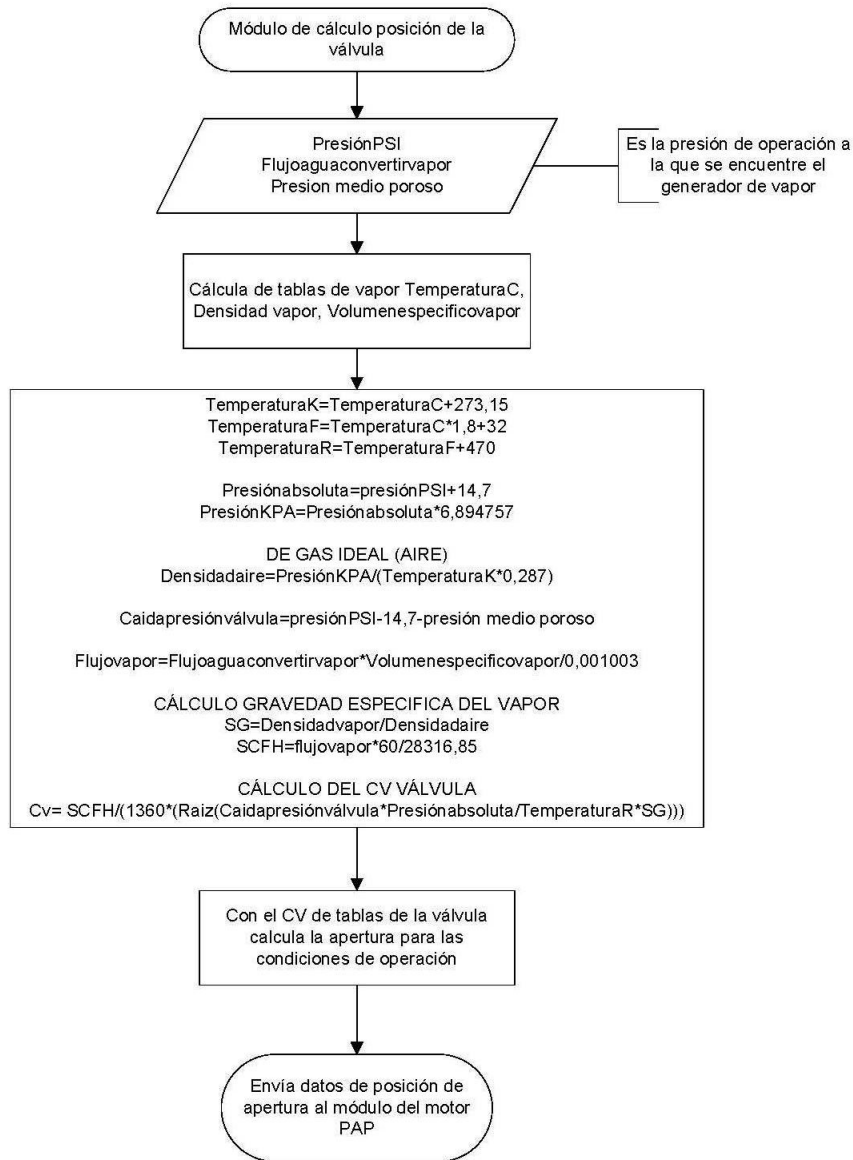 Módulo de cálculo posición de la
válvula
PresiónPSI
Flujoaguaconvertirvapor
Presion medio poroso
Es la presión de operación a
la que se encuentre el
generador de vapor
Cálcula de tablas de vapor TemperaturaC,
Densidad vapor, Volumenespecificovapor
TemperaturaK=TemperaturaC+273,15
TemperaturaF=TemperaturaC*1,8+32
TemperaturaR=TemperaturaF+470
Presiónabsoluta=presiónPSI+14,7
PresiónKPA=Presiónabsoluta*6,894757
DE GAS IDEAL (AIRE)
Densidadaire=PresiónKPA/(TemperaturaK*0,287)
Caidapresiónválvula=presiónPSI-14,7-presión medio poroso
Flujovapor=Flujoaguaconvertirvapor*Volumenespecificovapor/0,001003
CÁLCULO GRAVEDAD ESPECIFICA DEL VAPOR
SG=Densidadvapor/Densidadaire
SCFH=flujovapor*60/28316,85
CÁLCULO DEL CV VÁLVULA
Cv= SCFH/(1360*(Raiz(Caidapresiónválvula*Presiónabsoluta/TemperaturaR*SG)))
Con el CV de tablas de la válvula
calcula la apertura para las
condiciones de operación
Envía datos de posición de
apertura al módulo del motor
PAP